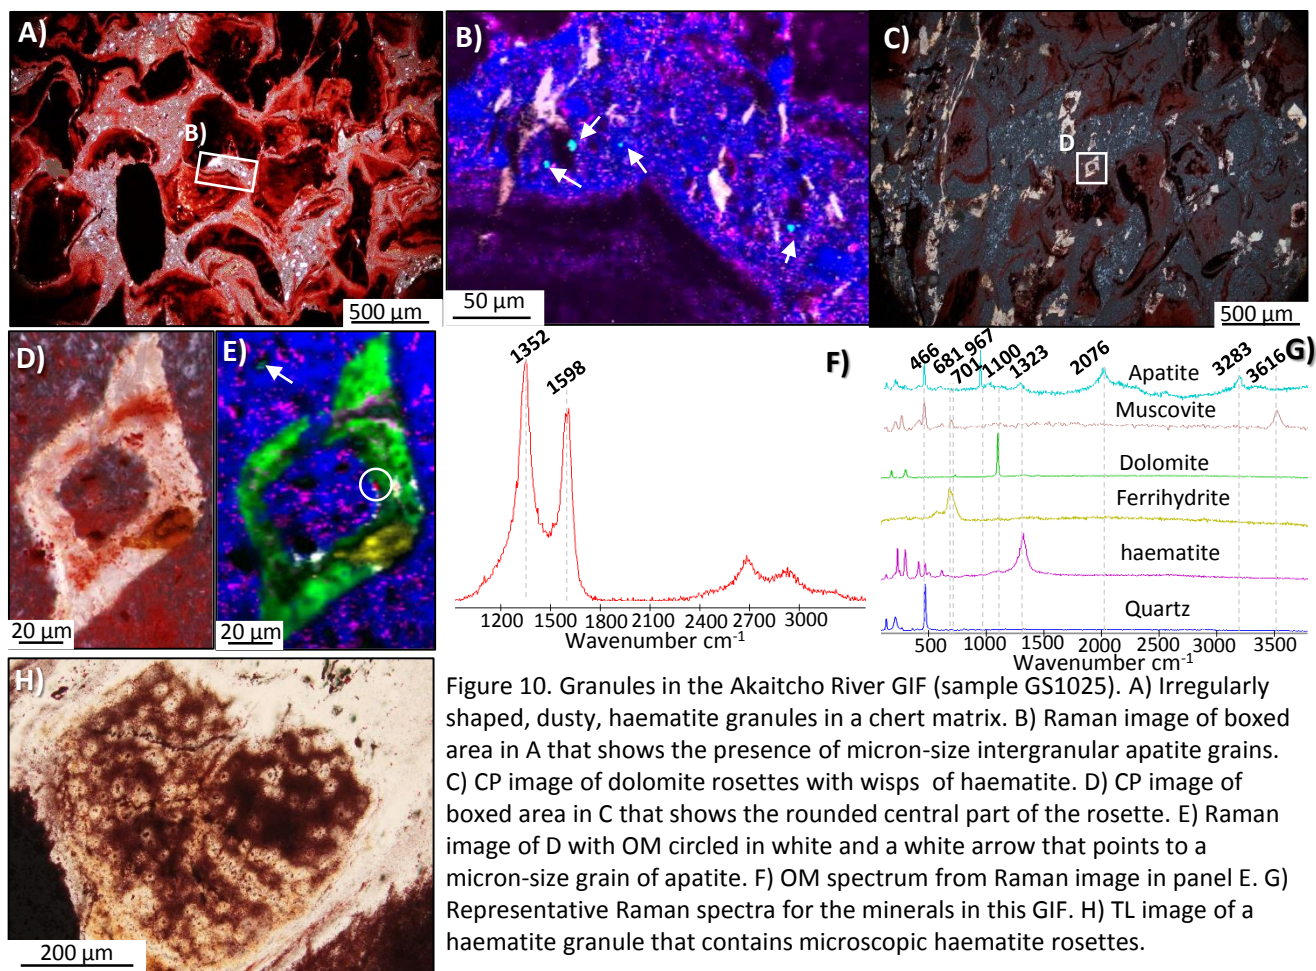 A)
B)
500 µm
B)
50 µm
C)
D
500 µm
D)
20 µm
E)
20 µm
F)
1352
1598
1200 1500 1800 2100 2400 2700 3000
Wavenumber cm-1
G)
466
681
701
967
1100
1323
2076
3283
3616
Apatite
Muscovite
Dolomite
Ferrihydrite
haematite
Quartz
500 1000 1500 2000 2500 3000 3500
Wavenumber cm-1
H)
200 µm
Figure 10. Granules in the Akaitcho River GIF (sample GS1025). A) Irregularly
shaped, dusty, haematite granules in a chert matrix. B) Raman image of boxed
area in A that shows the presence of micron-size intergranular apatite grains.
C) CP image of dolomite rosettes with wisps of haematite. D) CP image of
boxed area in C that shows the rounded central part of the rosette. E) Raman
image of D with OM circled in white and a white arrow that points to a
micron-size grain of apatite. F) OM spectrum from Raman image in panel E. G)
Representative Raman spectra for the minerals in this GIF. H) TL image of a
haematite granule that contains microscopic haematite rosettes.